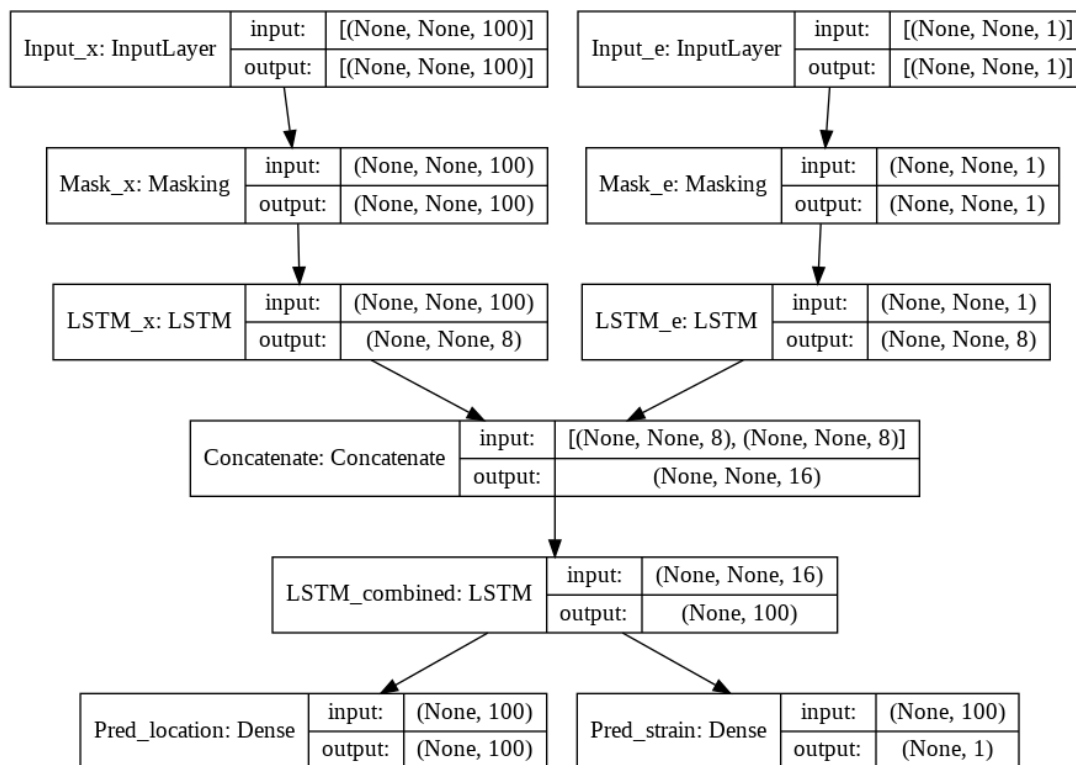 Input_x: InputLayer
input: [(None, None, 100)]
output: [(None, None, 100)]
Input_e: InputLayer
input: [(None, None, 1)]
output: [(None, None, 1)]
Mask_x: Masking
input: (None, None, 100)
output: (None, None, 100)
Mask_e: Masking
input: (None, None, 1)
output: (None, None, 1)
LSTM_x: LSTM
input: (None, None, 100)
output: (None, None, 8)
LSTM_e: LSTM
input: (None, None, 1)
output: (None, None, 8)
Concatenate: Concatenate
input: [(None, None, 8), (None, None, 8)]
output: (None, None, 16)
LSTM_combined: LSTM
input: (None, None, 16)
output: (None, 100)
Pred_location: Dense
input: (None, 100)
output: (None, 100)
Pred_strain: Dense
input: (None, 100)
output: (None, 1)